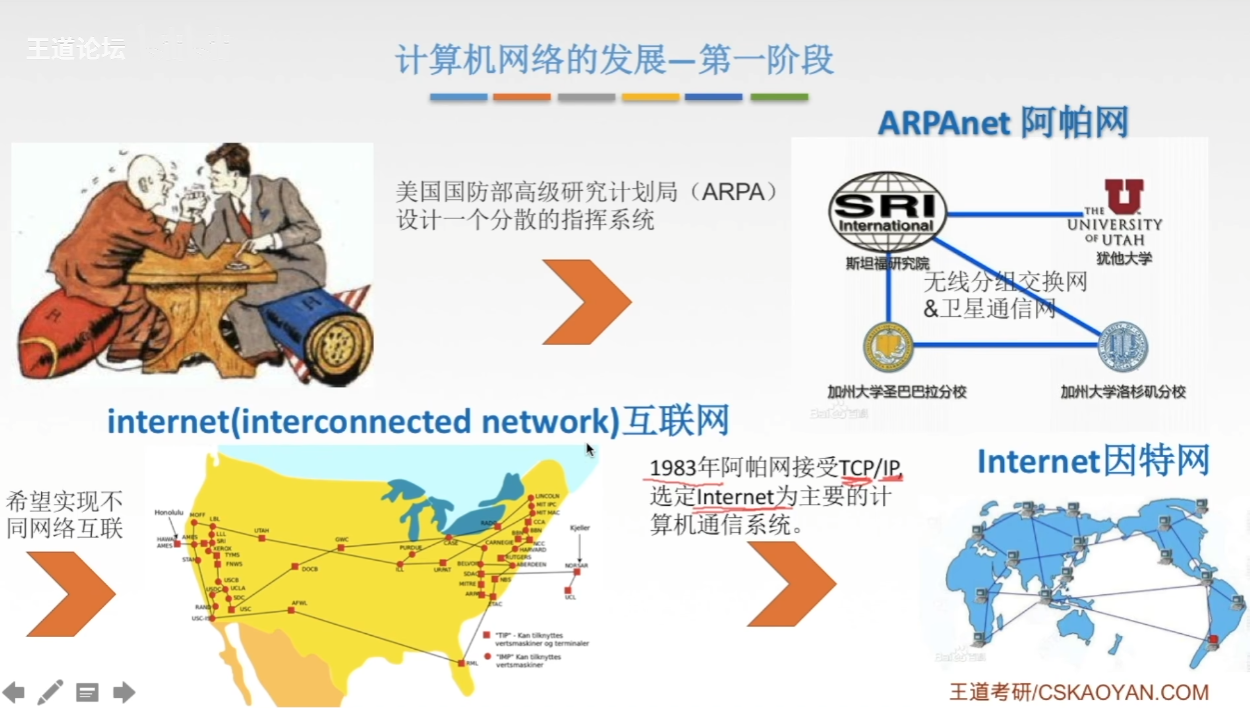 王道论坛
计算机网络的发展—第一阶段
ARPAnet 阿帕网
美国国防部高级研究计划局（ARPA）
设计一个分散的指挥系统
H
H
SRI
International
斯坦福研究院
U
THE
UNIVERSITY
OF UTAH
犹他大学
无线分组交换网
&卫星通信网
加州大学圣巴巴拉分校
加州大学洛杉矶分校
internet(interconnected network)互联网
希望实现不
同网络互联
Honolulu
HAWAII
AMES
MOFF
LBL
AMES
LLL
SRI
XEROX
TYMS
STAN
FNWS
USCB
UCLA
SDC
RAND
USC
USC-ISI
UTAH
DOCB
GWC
AFWL
PURDUE
ILL
WPAT
CASE
RADC
CARNEGIE
LINCOLN
MIT IPC
MIT MAC
CCA
BBN
NCC
HARVARD
RUTGERS
ABERDEEN
BELVOIR
SDAC
NBS
MITRE
ETAC
RML
Kjeller
NORSAR
UCL
"TIP" - Kan tilknyttes
vertsmaskiner og terminaler
"IMP" Kan tilknyttes
vertsmaskiner
1983年阿帕网接受TCP/IP,
选定Internet为主要的计
算机通信系统。
Internet因特网
王道考研/CSKAOYAN.COM